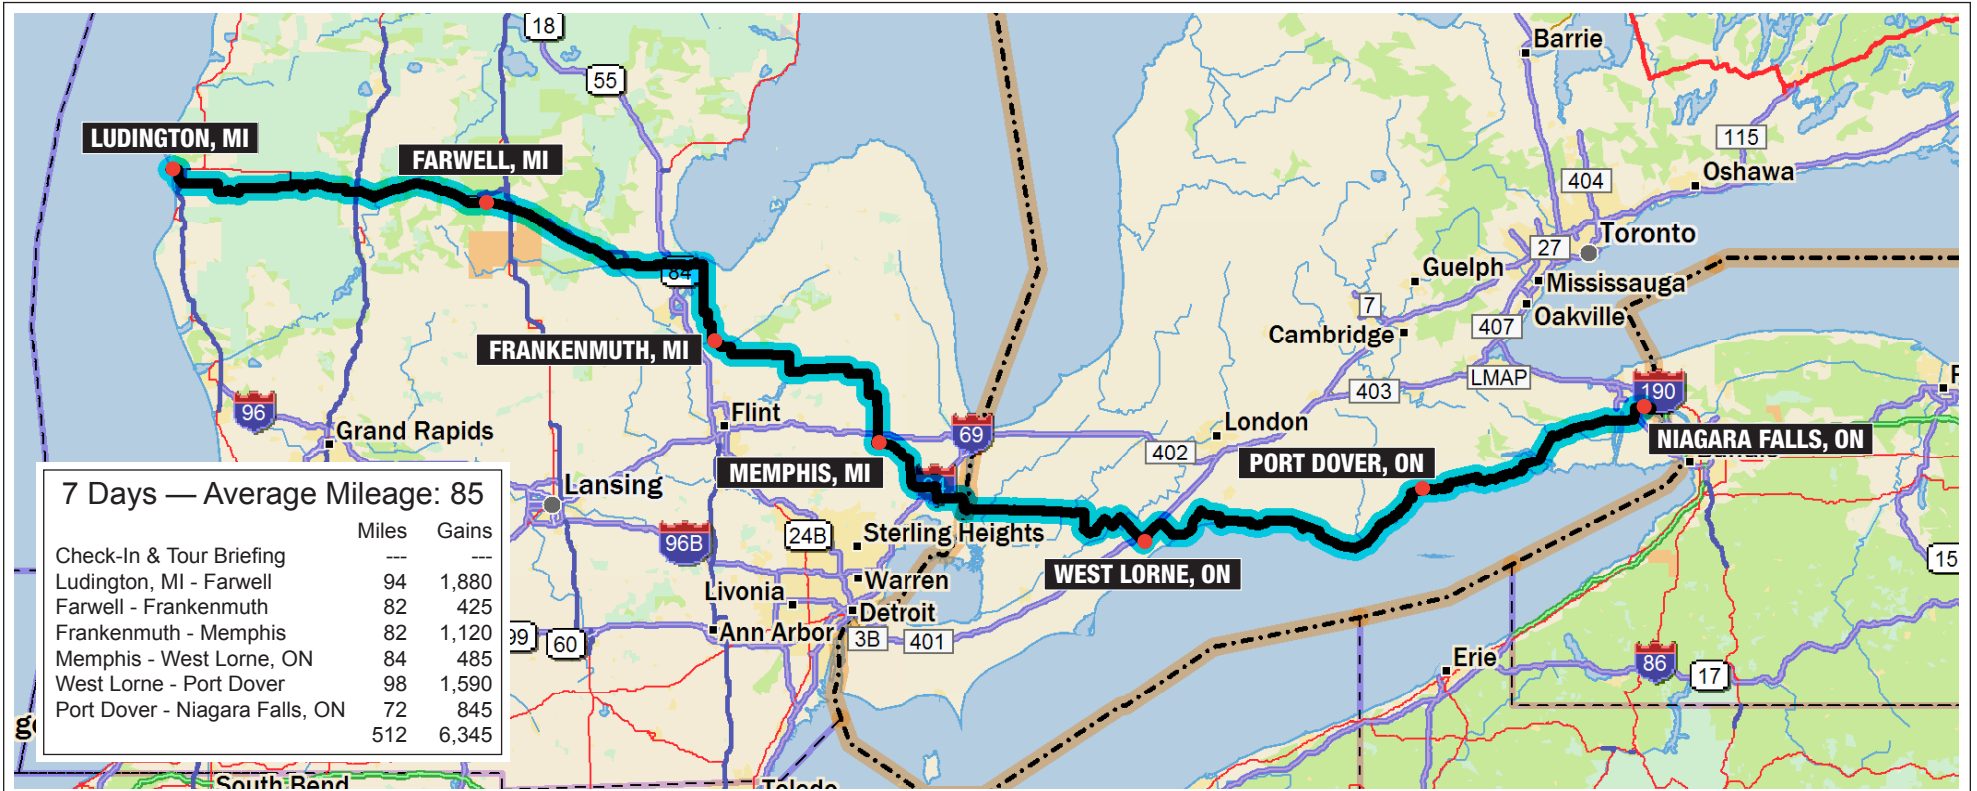 18
Barrie
55
115
LUDINGTON, MI
FARWELL, MI
Oshawa
404
Toronto
27
84
Guelph
Mississauga
7
Oakville
407
Cambridge
FRANKENMUTH, MI
LMAP
403
190
96
Flint
69
London
Grand Rapids
402
NIAGARA FALLS, ON
PORT DOVER, ON
MEMPHIS, MI
Lansing
24B
Sterling Heights
96B
WEST LORNE, ON
Warren
15
Livonia
Detroit
Ann Arbor
3B
401
99
60
Erie
86
17
7 Days — Average Mileage: 85
Miles Gains
Check-In & Tour Briefing --- ---
Ludington, MI - Farwell 94 1,880
Farwell - Frankenmuth 82 425
Frankenmuth - Memphis 82 1,120
Memphis - West Lorne, ON 84 485
West Lorne - Port Dover 98 1,590
Port Dover - Niagara Falls, ON 72 845
512 6,345
South Bend
Toledo